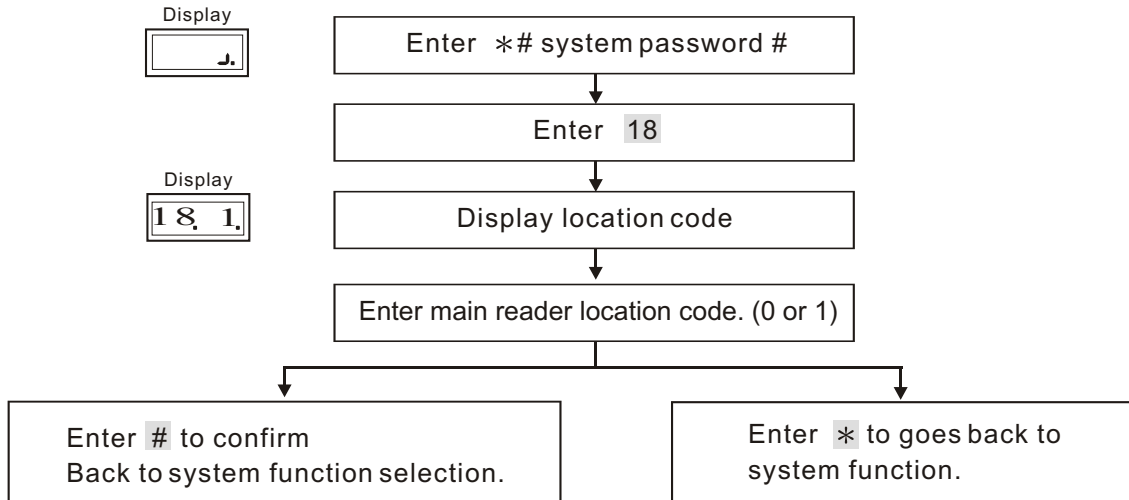 Display
Enter *# system password #
Enter 18
Display
18. 1.
Display location code
Enter main reader location code. (0 or 1)
Enter # to confirm
Back to system function selection.
Enter * to goes back to
system function.